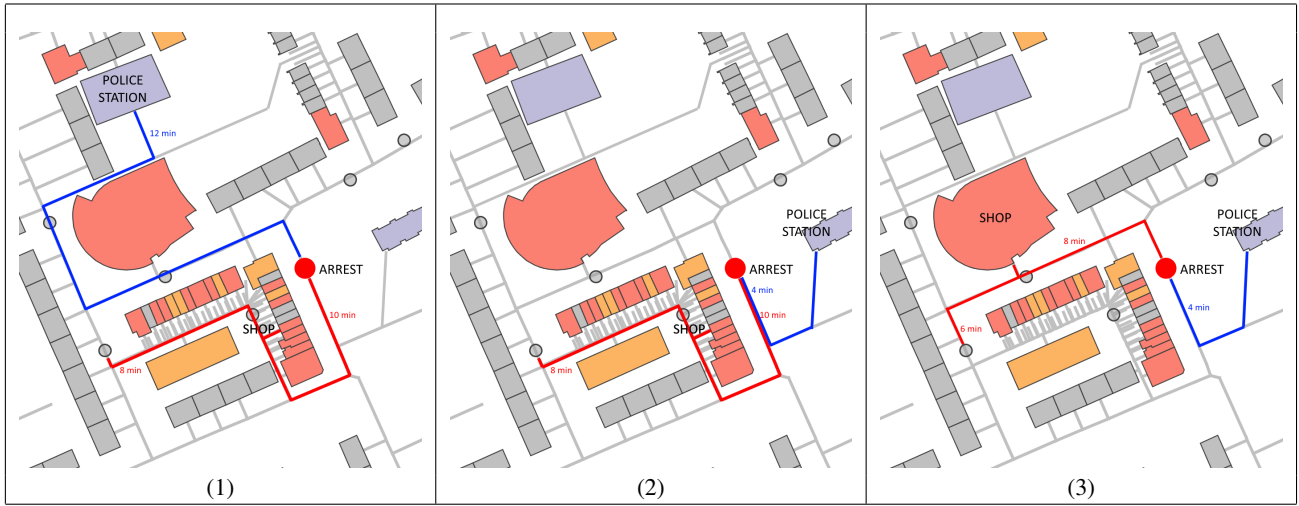 POLICE
STATION
12 min
ARREST
10 min
SHOP
8 min
(1)
POLICE
STATION
ARREST
4 min
10 min
SHOP
8 min
(2)
SHOP
POLICE
STATION
8 min
ARREST
4 min
6 min
(3)